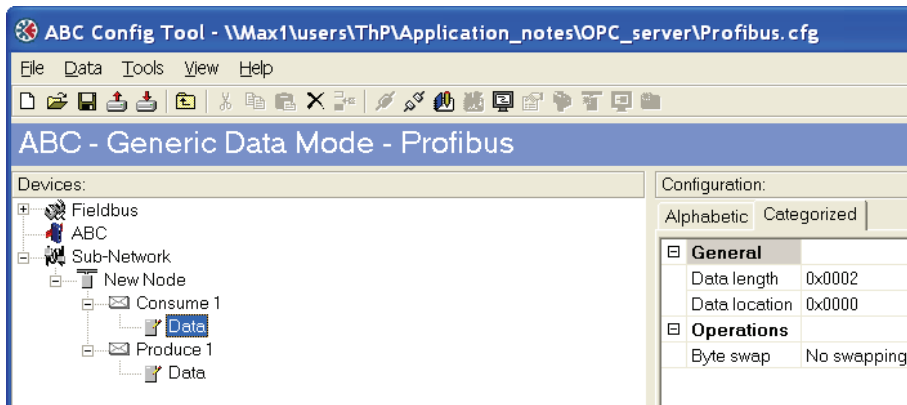 ABC Config Tool - \\Max1\users\ThP\Application_notes\OPC_server\Profibus.cfg
File Data Tools View Help
ABC - Generic Data Mode - Profibus
Devices:
Fieldbus
ABC
Sub-Network
New Node
Consume 1
Data
Produce 1
Data
Configuration:
Alphabetic Categorized
General
Data length 0x0002
Data location 0x0000
Operations
Byte swap No swapping